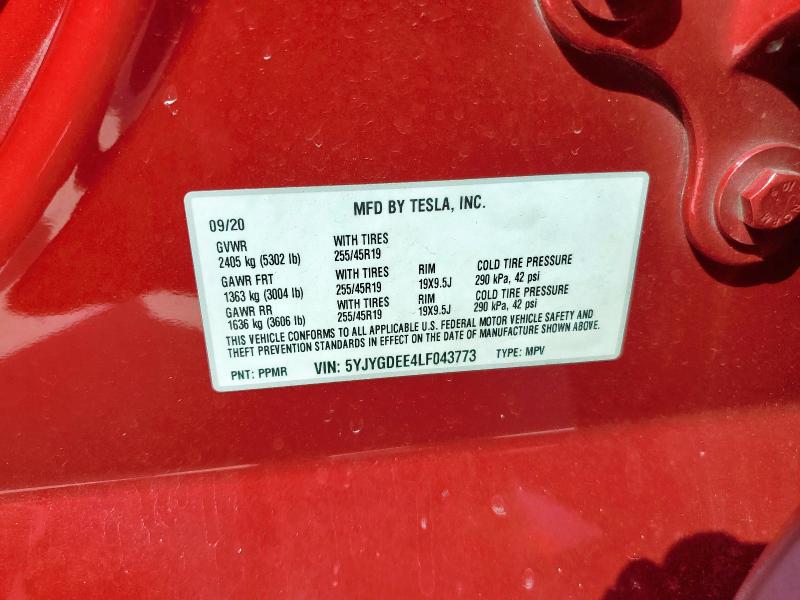 MFD BY TESLA, INC.
09/20
GVWR WITH TIRES
2405 kg (5302 lb) 255/45R19
GAWR FRT WITH TIRES RIM COLD TIRE PRESSURE
1363 kg (3004 lb) 255/45R19 19X9.5J 290 kPa, 42 psi
GAWR RR WITH TIRES RIM COLD TIRE PRESSURE
1636 kg (3606 lb) 255/45R19 19X9.5J 290 kPa, 42 psi
THIS VEHICLE CONFORMS TO ALL APPLICABLE U.S. FEDERAL MOTOR VEHICLE SAFETY AND
THEFT PREVENTION STANDARDS IN EFFECT ON THE DATE OF MANUFACTURE SHOWN ABOVE.
PNT: PPMR VIN: 5YJYGDEE4LF043773 TYPE: MPV